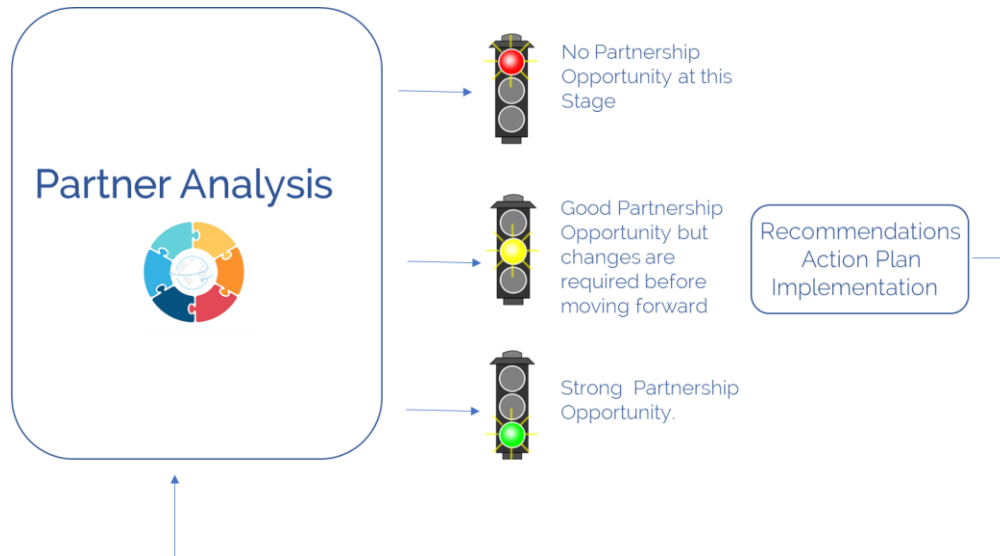 Partner Analysis
No Partnership
Opportunity at this
Stage
Good Partnership
Opportunity but
changes are
required before
moving forward
Recommendations
Action Plan
Implementation
Strong Partnership
Opportunity.